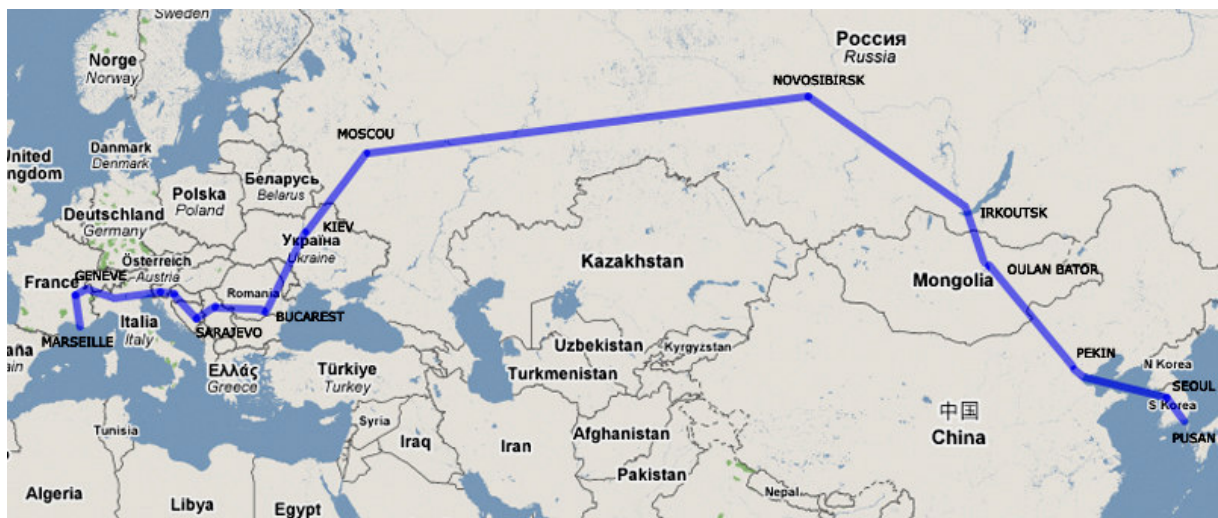 Sweden
Norge
Norway
Россия
Russia
NOVOSIBIRSK
MOSCOU
United
ngdom
Danmark
Denmark
Беларусь
Belarus
Polska
Poland
Deutschland
Germany
IRKOUTSK
KIEV
Україна
Ukraine
Österreich
Austria
Kazakhstan
OULAN BATOR
Mongolia
GENEVE
France
Romania
BUCAREST
Italia
Italy
SARAJEVO
MARSEILLE
aña
ain
Uzbekistan
Kyrgyzstan
PEKIN
N Korea
Ελλάς
Greece
Türkiye
Turkey
Turkmenistan
SEOUL
S Korea
中国
China
PUSAN
Tunisia
Syria
Iraq
Iran
Afghanistan
Pakistan
Algeria
Libya
Egypt
Nepal